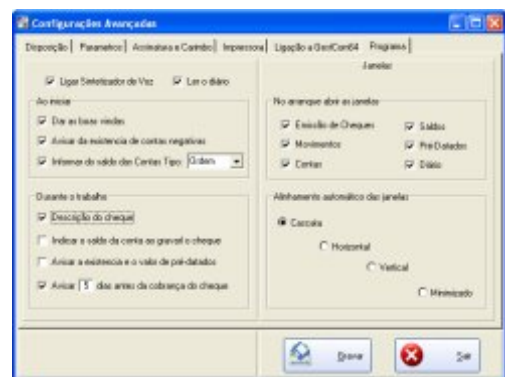 Configurações Avançadas
Disposição
Parametros
Assinatura e Carimbo
Impressora
Ligação a GestCom64
Programa
Ligar Sintetizador de Voz
Ler o diário
Ao iniciar
Dar as boas vindas
Avisar da existencia de contas negativas
Informar do saldo das Contas Tipo: Ordem
Durante o trabalho
Descrição do cheque
Indicar o saldo da conta ao gravar o cheque
Avisar a existencia e o valor de pré-datados
Avisar 5 dias antes da cobrança do cheque
Janelas
No arranque abrir as janelas
Emissão de Cheques
Saldos
Movimentos
Pré-Datados
Contas
Diário
Alinhamento automático das janelas
Cascata
Horizontal
Vertical
Minimizado
Gravar
Sair